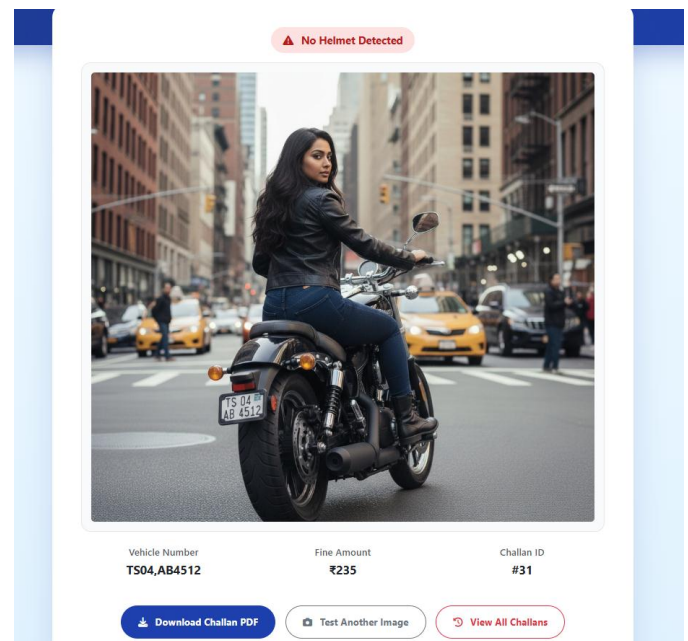 No Helmet Detected
TS 04
AB 4512
Vehicle Number
Fine Amount
Challan ID
TS04,AB4512
₹235
#31
Download Challan PDF
Test Another Image
View All Challans